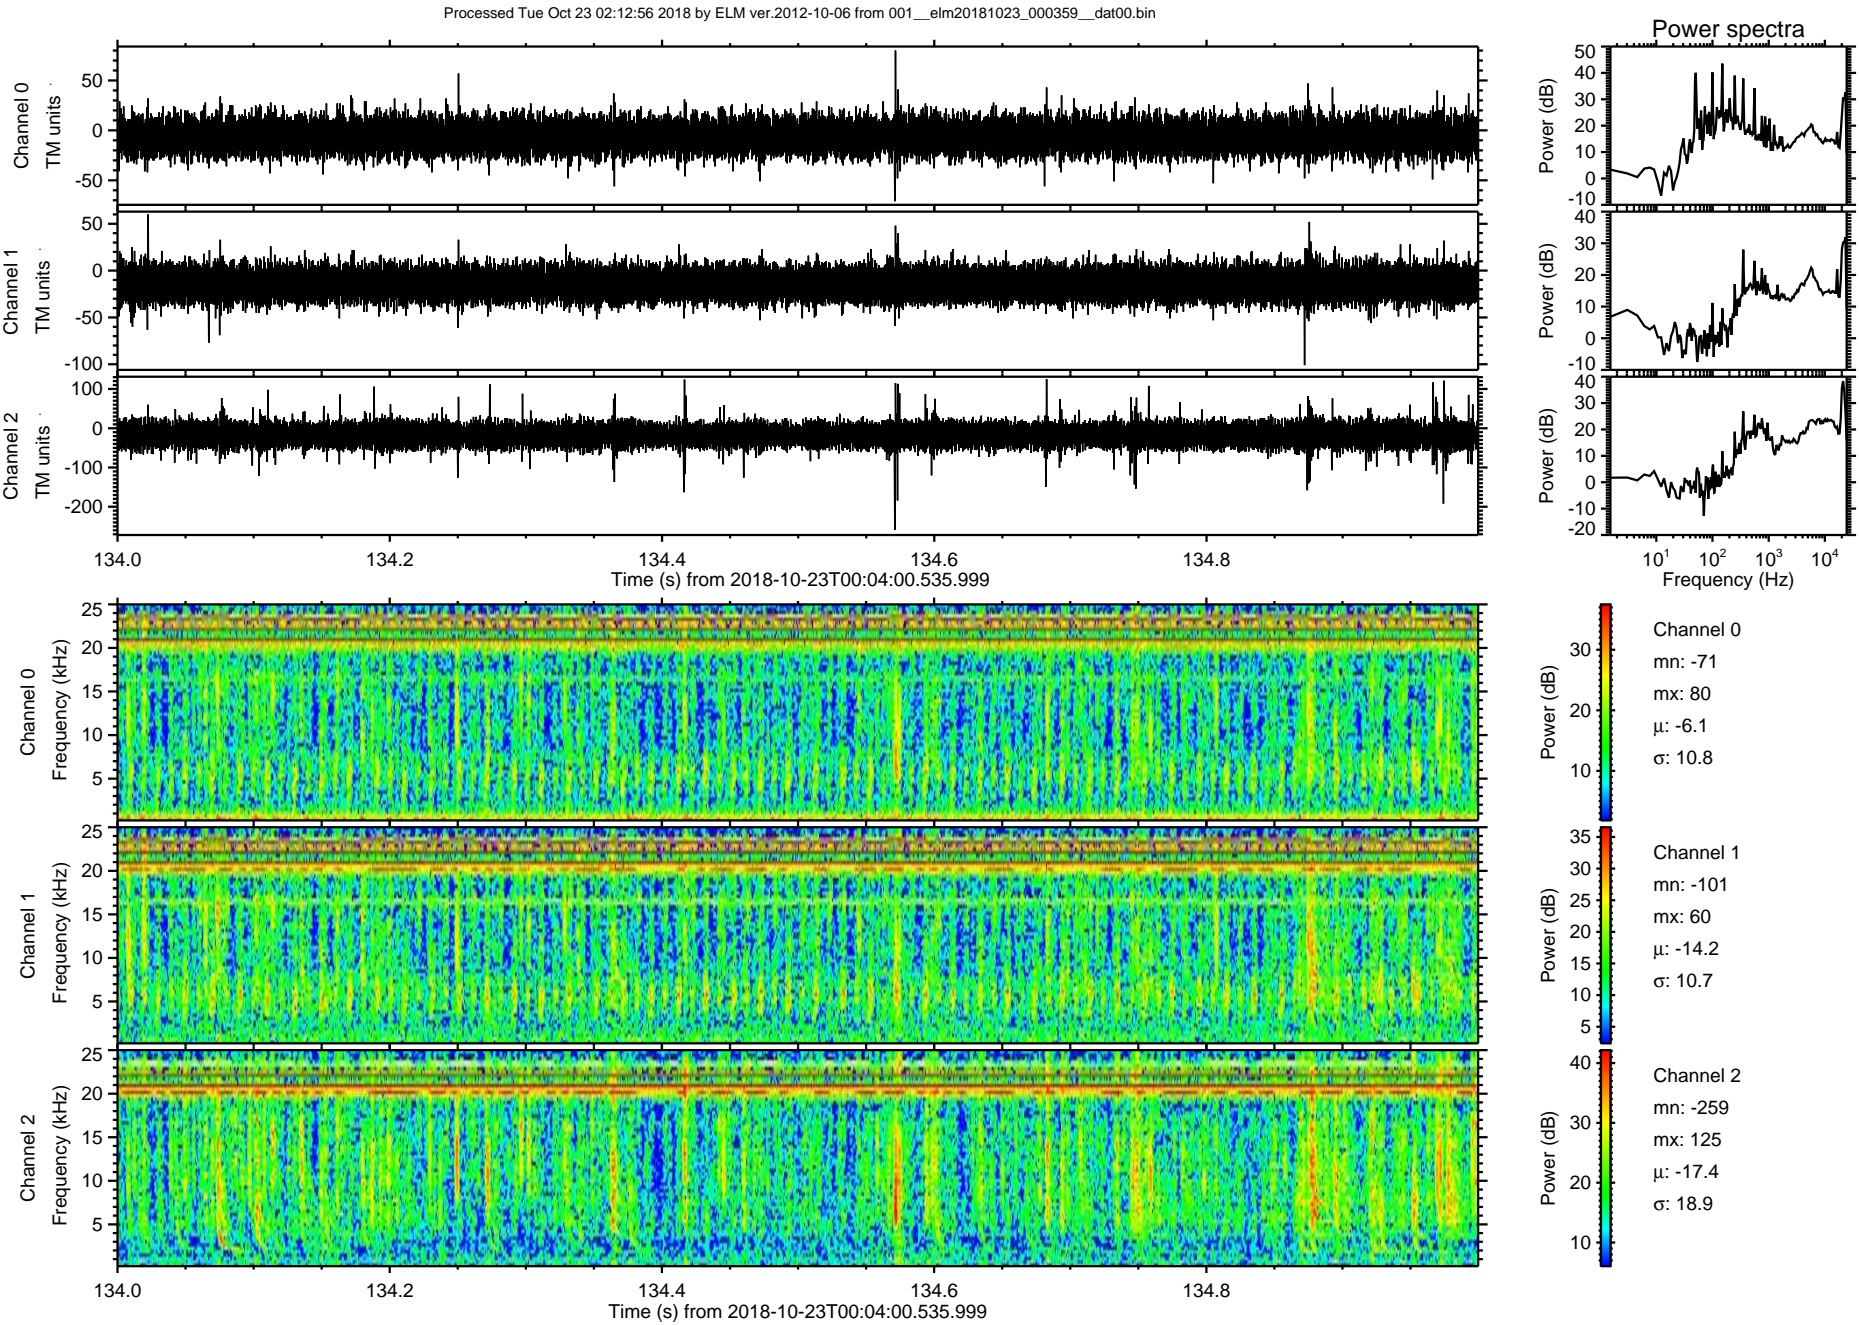 Processed Tue Oct 23 02:12:56 2018 by ELM ver.2012-10-06 from 001__elm20181023_000359__dat00.bin
Power spectra
Channel 0
TM units
50
0
-50
Power (dB)
50
40
30
20
10
0
-10
Channel 1
TM units
50
0
-50
-100
Power (dB)
40
30
20
10
0
-10
Channel 2
TM units
100
0
-100
-200
Power (dB)
40
30
20
10
0
-10
-20
134.0 134.2 134.4 134.6 134.8
Time (s) from 2018-10-23T00:04:00.535.999
10^1 10^2 10^3 10^4
Frequency (Hz)
Channel 0
Frequency (kHz)
25
20
15
10
5
Power (dB)
30
20
10
Channel 0
mn: -71
mx: 80
μ: -6.1
σ: 10.8
Channel 1
Frequency (kHz)
25
20
15
10
5
Power (dB)
35
30
25
20
15
10
5
Channel 1
mn: -101
mx: 60
μ: -14.2
σ: 10.7
Channel 2
Frequency (kHz)
25
20
15
10
5
Power (dB)
40
30
20
10
Channel 2
mn: -259
mx: 125
μ: -17.4
σ: 18.9
134.0 134.2 134.4 134.6 134.8
Time (s) from 2018-10-23T00:04:00.535.999